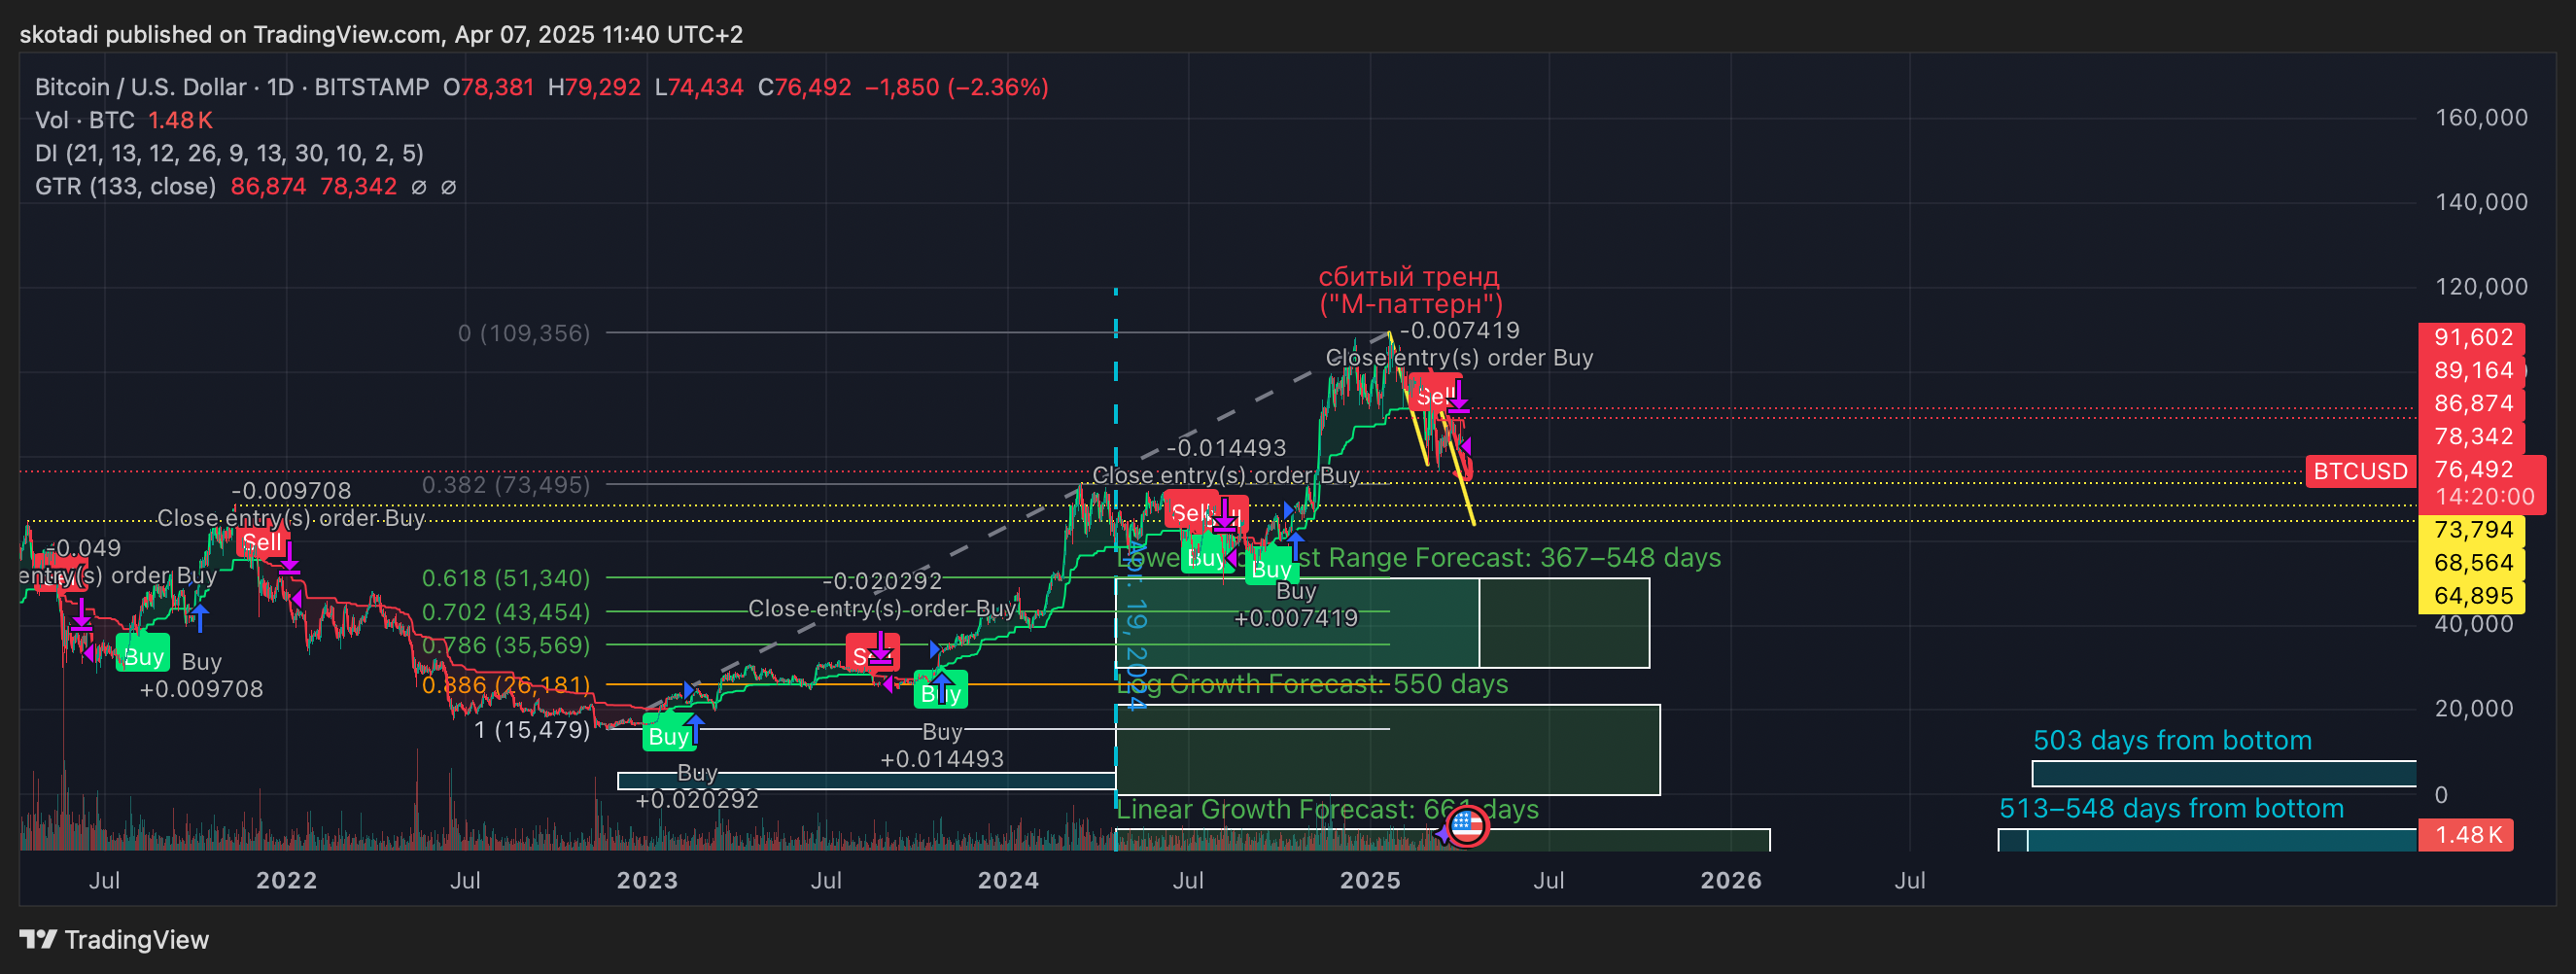 skotadi published on TradingView.com, Apr 07, 2025 11:40 UTC+2
Bitcoin / U.S. Dollar · 1D · BITSTAMP O78,381 H79,292 L74,434 C76,492 −1,850 (−2.36%)
Vol · BTC 1.48 K
DI (21, 13, 12, 26, 9, 13, 30, 10, 2, 5)
GTR (133, close) 86,874 78,342 ∅ ∅
160,000
140,000
120,000
сбитый тренд
("М-паттерн")
0 (109,356)
-0.007419
Close entry(s) order Buy
91,602
89,164
86,874
78,342
BTCUSD 76,492
14:20:00
73,794
68,564
64,895
40,000
20,000
0
1.48 K
Sell
-0.014493
Close entry(s) order Buy
0.382 (73,495)
-0.009708
Close entry(s) order Buy
Sell
Sell
-0.049
entry(s) order Buy
Buy
Buy
+0.009708
0.618 (51,340)
0.702 (43,454)
0.786 (35,569)
0.886 (26,181)
1 (15,479)
-0.020292
Close entry(s) order Buy
Buy
Buy
+0.020292
Buy
Buy
+0.014493
Buy
Buy
Buy
+0.007419
Range Forecast: 367–548 days
Apr. 19, 2024
Log Growth Forecast: 550 days
Linear Growth Forecast: 661 days
503 days from bottom
513–548 days from bottom
Jul 2022 Jul 2023 Jul 2024 Jul 2025 Jul 2026 Jul
TradingView